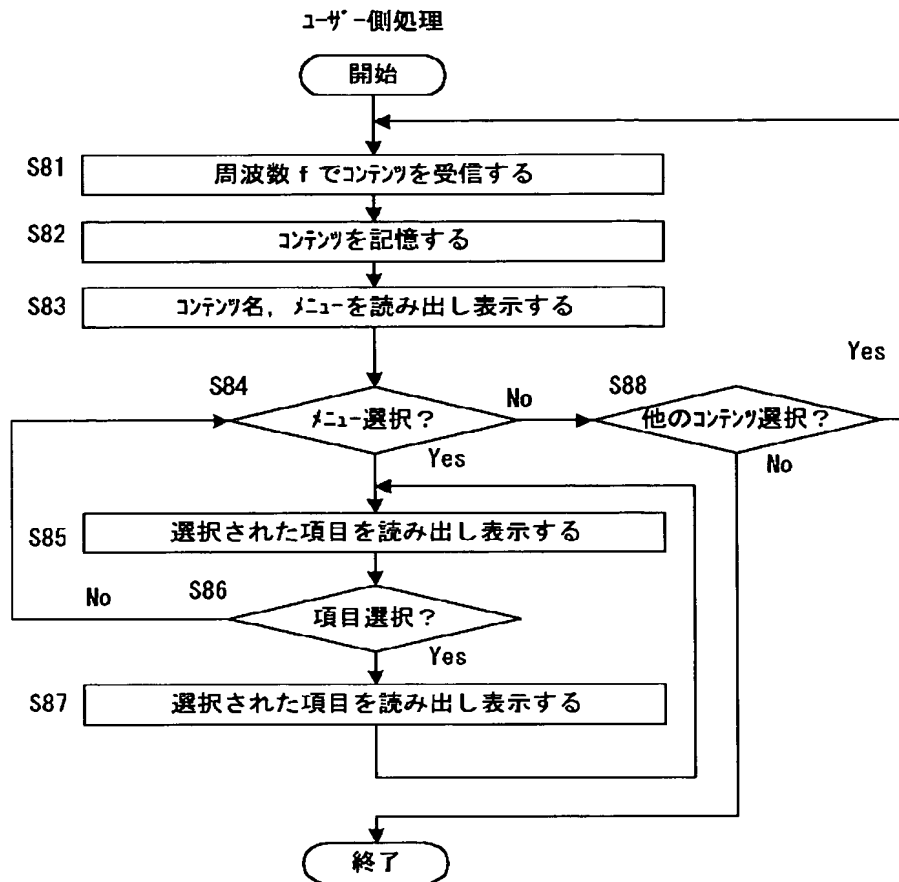 ﾕｰｻﾞｰ側処理
開始
S81
周波数 f でｺﾝﾃﾝﾂを受信する
S82
ｺﾝﾃﾝﾂを記憶する
S83
ｺﾝﾃﾝﾂ名, ﾒﾆｭｰを読み出し表示する
Yes
S84
S88
No
ﾒﾆｭｰ選択？
他のｺﾝﾃﾝﾂ選択？
Yes
No
S85
選択された項目を読み出し表示する
No
S86
項目選択？
Yes
S87
選択された項目を読み出し表示する
終了